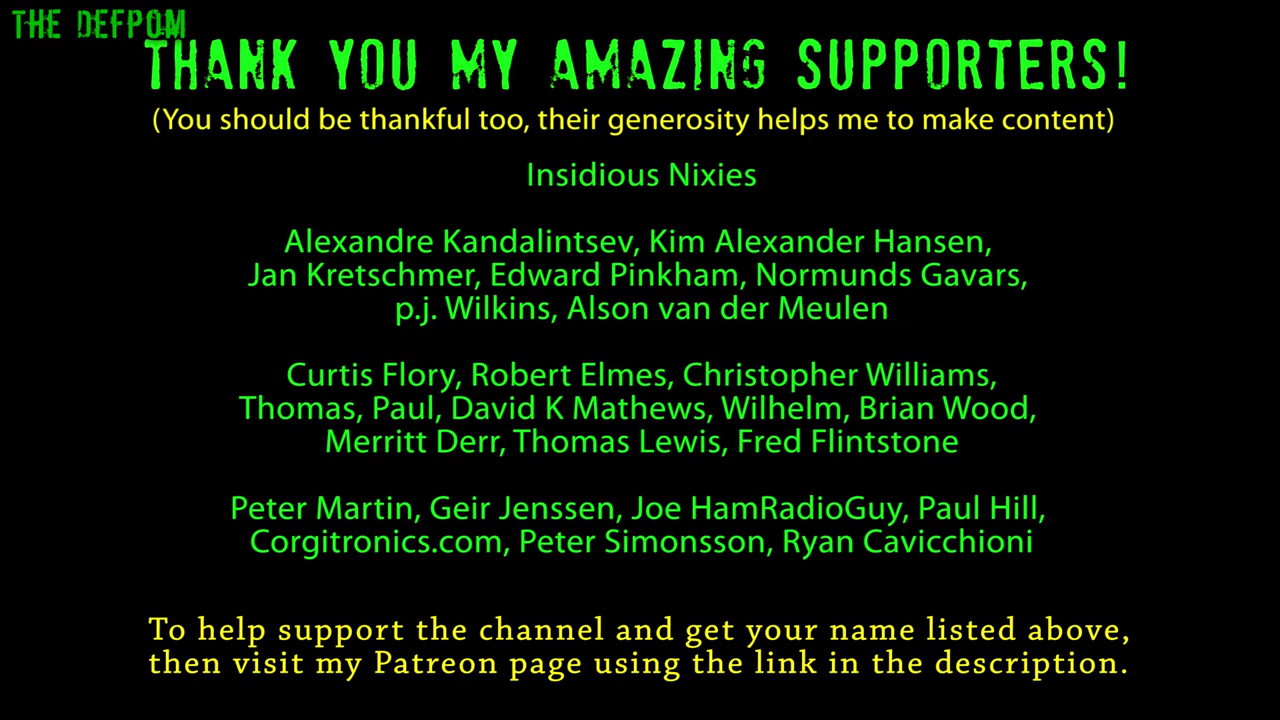 THE DEFPOM
THANK YOU MY AMAZING SUPPORTERS!
(You should be thankful too, their generosity helps me to make content)
Insidious Nixies
Alexandre Kandalintsev, Kim Alexander Hansen,
Jan Kretschmer, Edward Pinkham, Normunds Gavars,
p.j. Wilkins, Alson van der Meulen
Curtis Flory, Robert Elmes, Christopher Williams,
Thomas, Paul, David K Mathews, Wilhelm, Brian Wood,
Merritt Derr, Thomas Lewis, Fred Flintstone
Peter Martin, Geir Jenssen, Joe HamRadioGuy, Paul Hill,
Corgitronics.com, Peter Simonsson, Ryan Cavicchioni
To help support the channel and get your name listed above,
then visit my Patreon page using the link in the description.